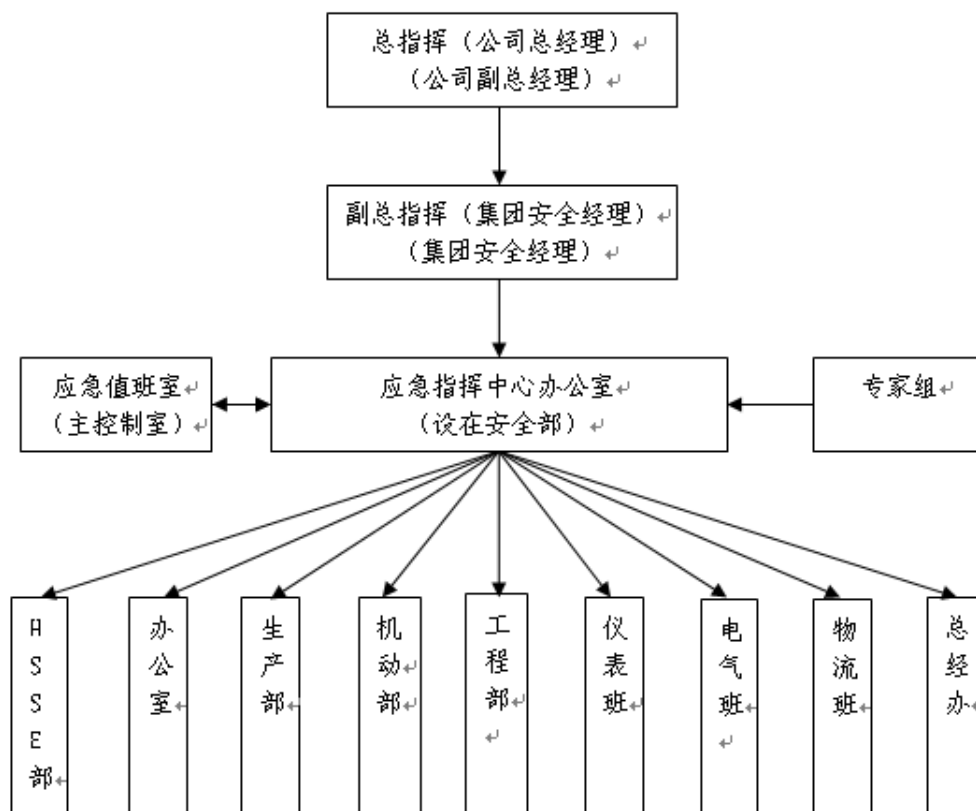 总指挥（公司总经理）
（公司副总经理）
副总指挥（集团安全经理）
（集团安全经理）
应急值班室
（主控制室）
应急指挥中心办公室
（设在安全部）
专家组
HSSE部
办公室
生产部
机动部
工程部
仪表班
电气班
物流班
总经办